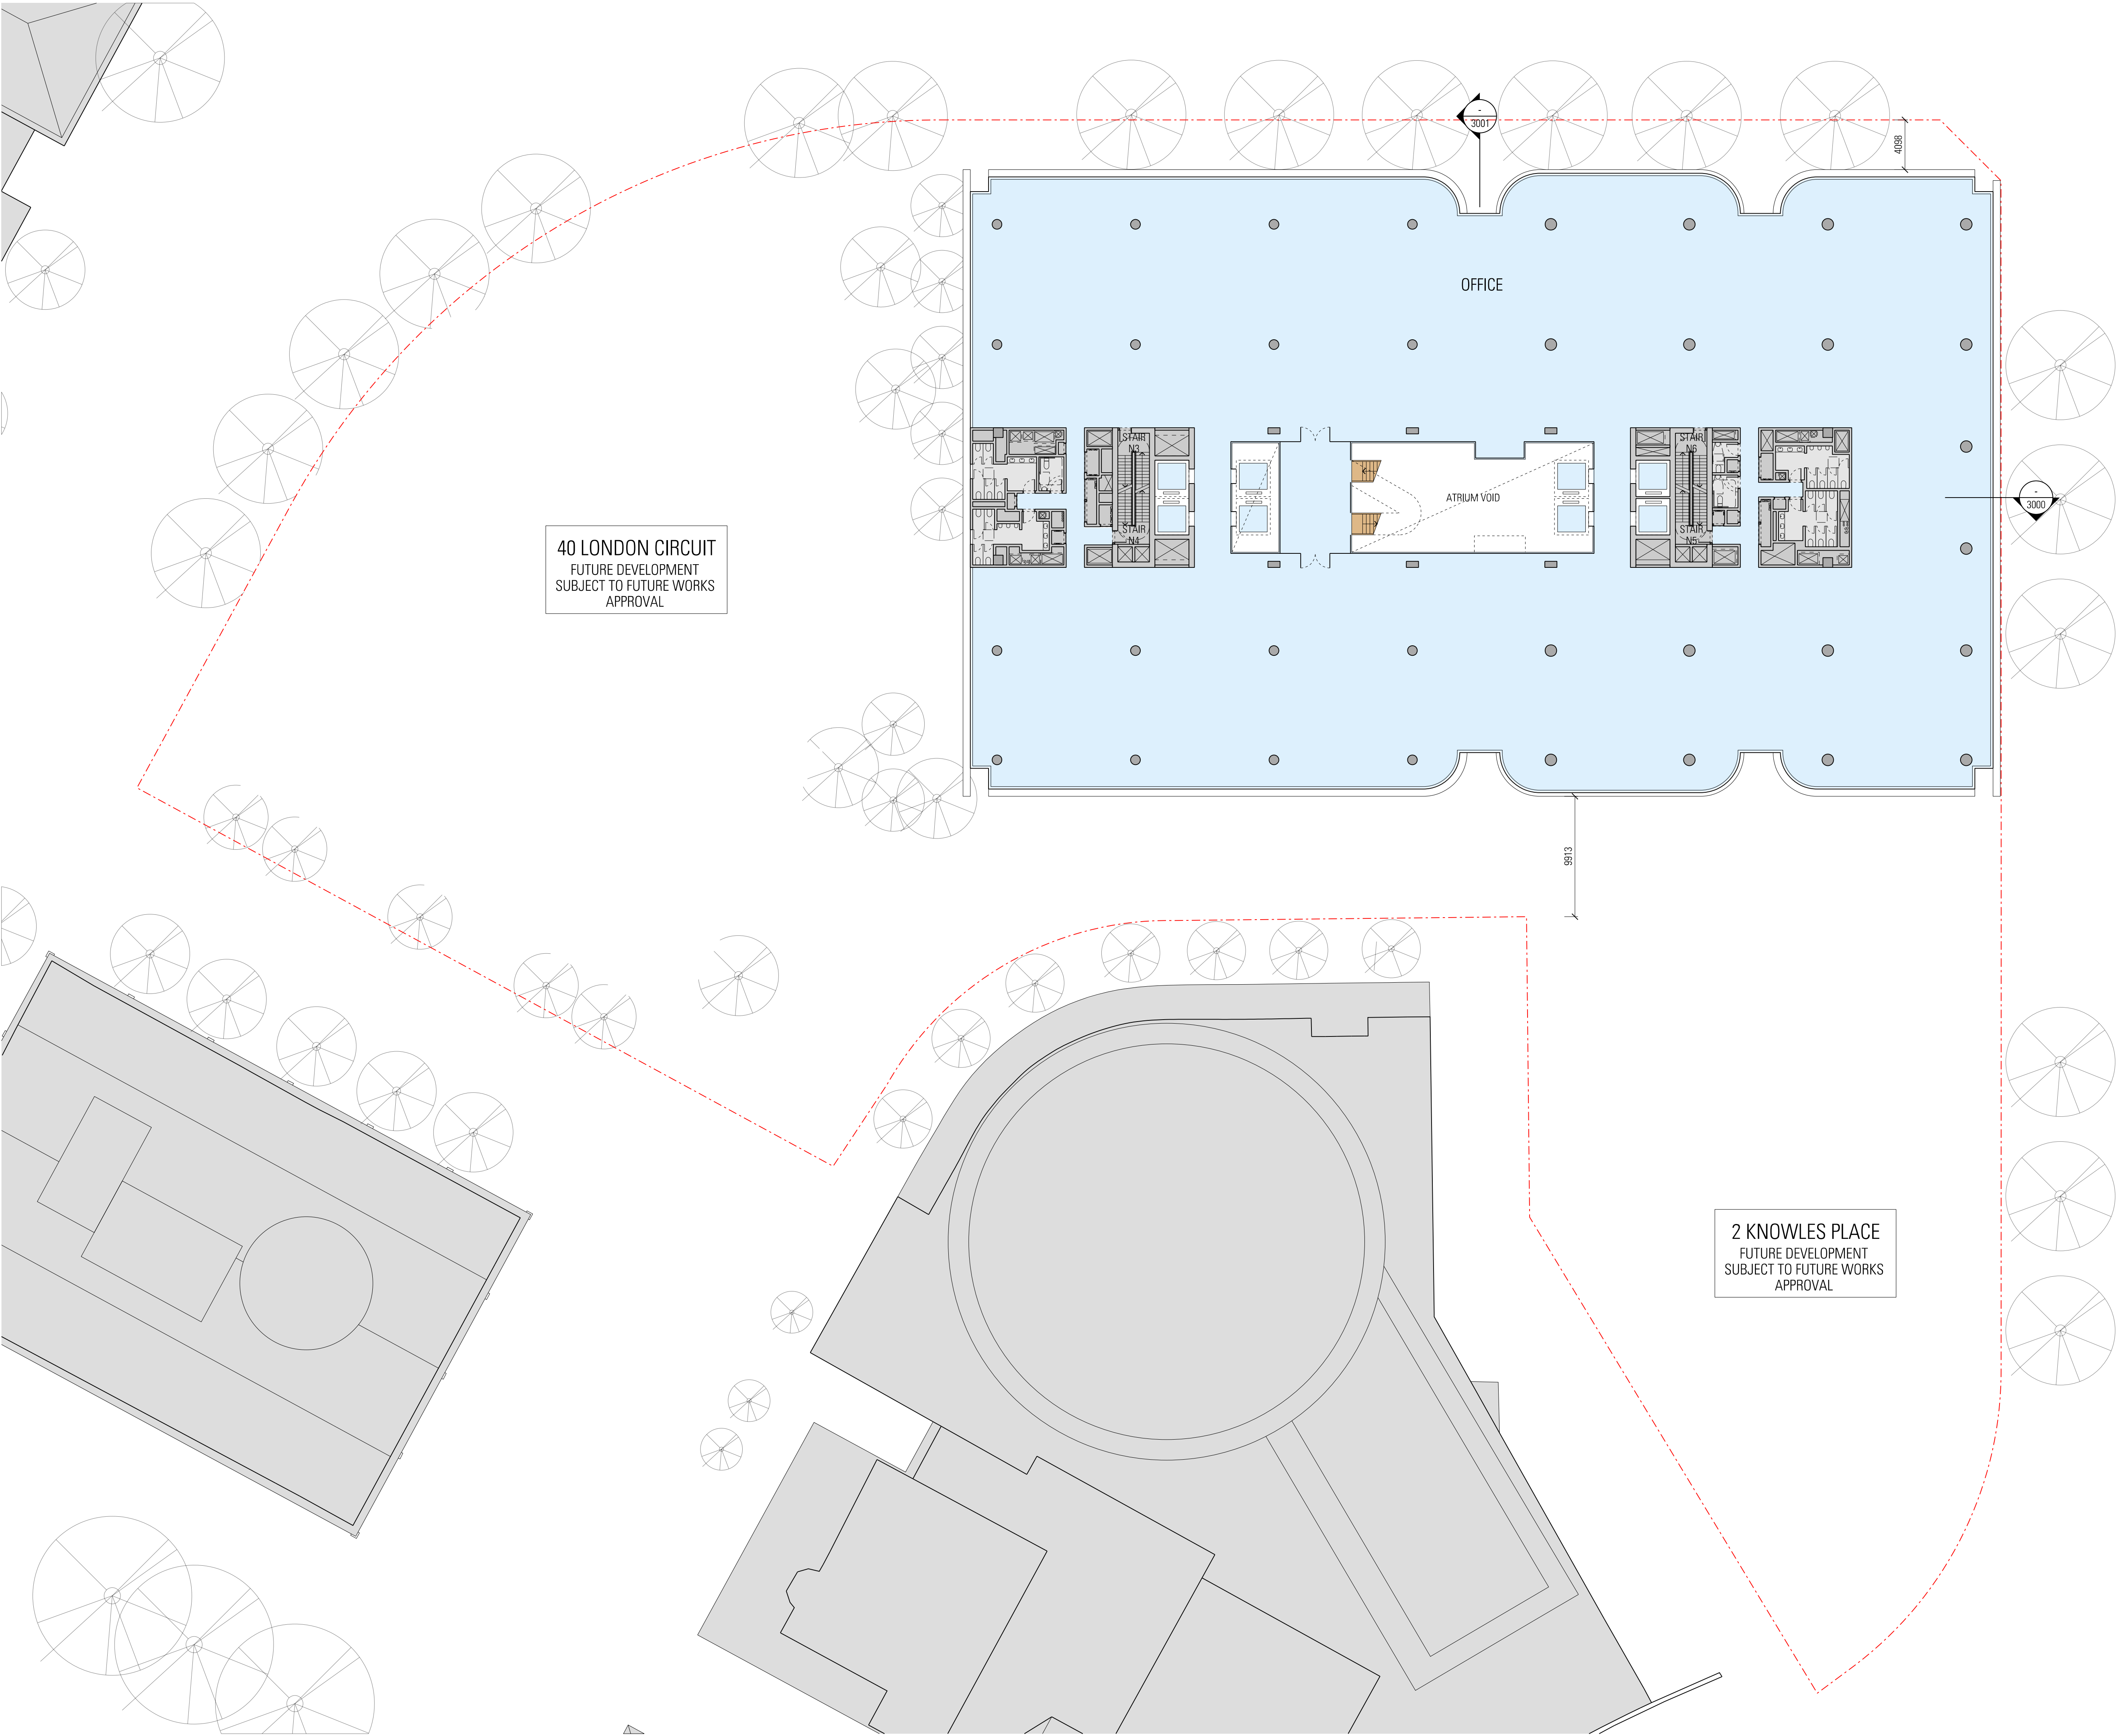 -
3001
4098
OFFICE
STAIR
N3
STAIR
N6
ATRIUM VOID
-
3000
STAIR
N4
STAIR
N5
40 LONDON CIRCUIT
FUTURE DEVELOPMENT
SUBJECT TO FUTURE WORKS
APPROVAL
9913
2 KNOWLES PLACE
FUTURE DEVELOPMENT
SUBJECT TO FUTURE WORKS
APPROVAL